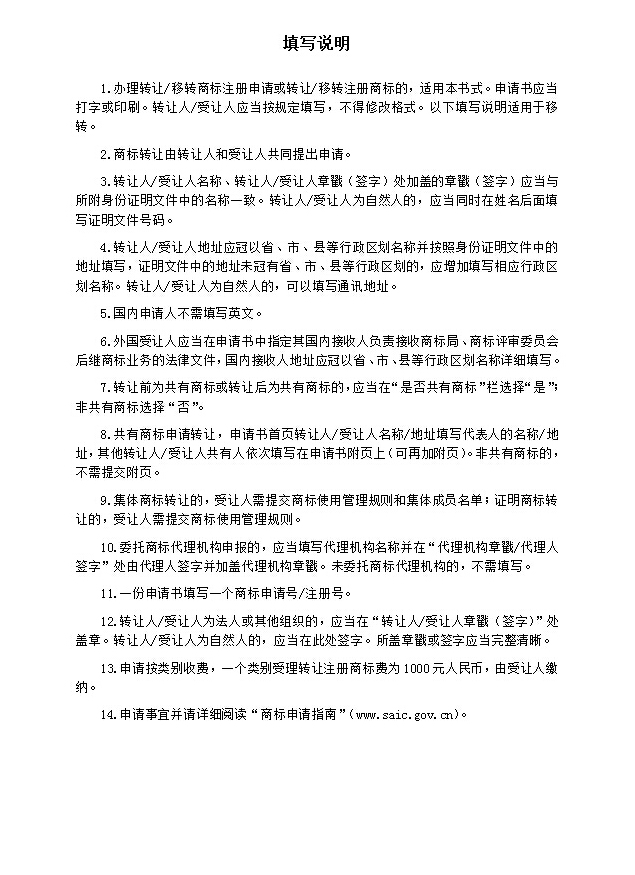 填写说明
1.办理转让/移转商标注册申请或转让/移转注册商标的，适用本书式。申请书应当
打字或印刷。转让人/受让人应当按规定填写，不得修改格式。以下填写说明适用于移
转。
2.商标转让由转让人和受让人共同提出申请。
3.转让人/受让人名称、转让人/受让人章戳（签字）处加盖的章戳（签字）应当与
所附身份证明文件中的名称一致。转让人/受让人为自然人的，应当同时在姓名后面填
写证明文件号码。
4.转让人/受让人地址应冠以省、市、县等行政区划名称并按照身份证明文件中的
地址填写，证明文件中的地址未冠有省、市、县等行政区划的，应增加填写相应行政区
划名称。转让人/受让人为自然人的，可以填写通讯地址。
5.国内申请人不需填写英文。
6.外国受让人应当在申请书中指定其国内接收人负责接收商标局、商标评审委员会
后继商标业务的法律文件，国内接收人地址应冠以省、市、县等行政区划名称详细填写。
7.转让前为共有商标或转让后为共有商标的，应当在“是否共有商标”栏选择“是”；
非共有商标选择“否”。
8.共有商标申请转让，申请书首页转让人/受让人名称/地址填写代表人的名称/地
址，其他转让人/受让人共有人依次填写在申请书附页上（可再加附页）。非共有商标的，
不需提交附页。
9.集体商标转让的，受让人需提交商标使用管理规则和集体成员名单；证明商标转
让的，受让人需提交商标使用管理规则。
10.委托商标代理机构申报的，应当填写代理机构名称并在“代理机构章戳/代理人
签字”处由代理人签字并加盖代理机构章戳。未委托商标代理机构的，不需填写。
11.一份申请书填写一个商标申请号/注册号。
12.转让人/受让人为法人或其他组织的，应当在“转让人/受让人章戳（签字）”处
盖章。转让人/受让人为自然人的，应当在此处签字。所盖章戳或签字应当完整清晰。
13.申请按类别收费，一个类别受理转让注册商标费为1000元人民币，由受让人缴
纳。
14.申请事宜并请详细阅读“商标申请指南”（www.saic.gov.cn）。